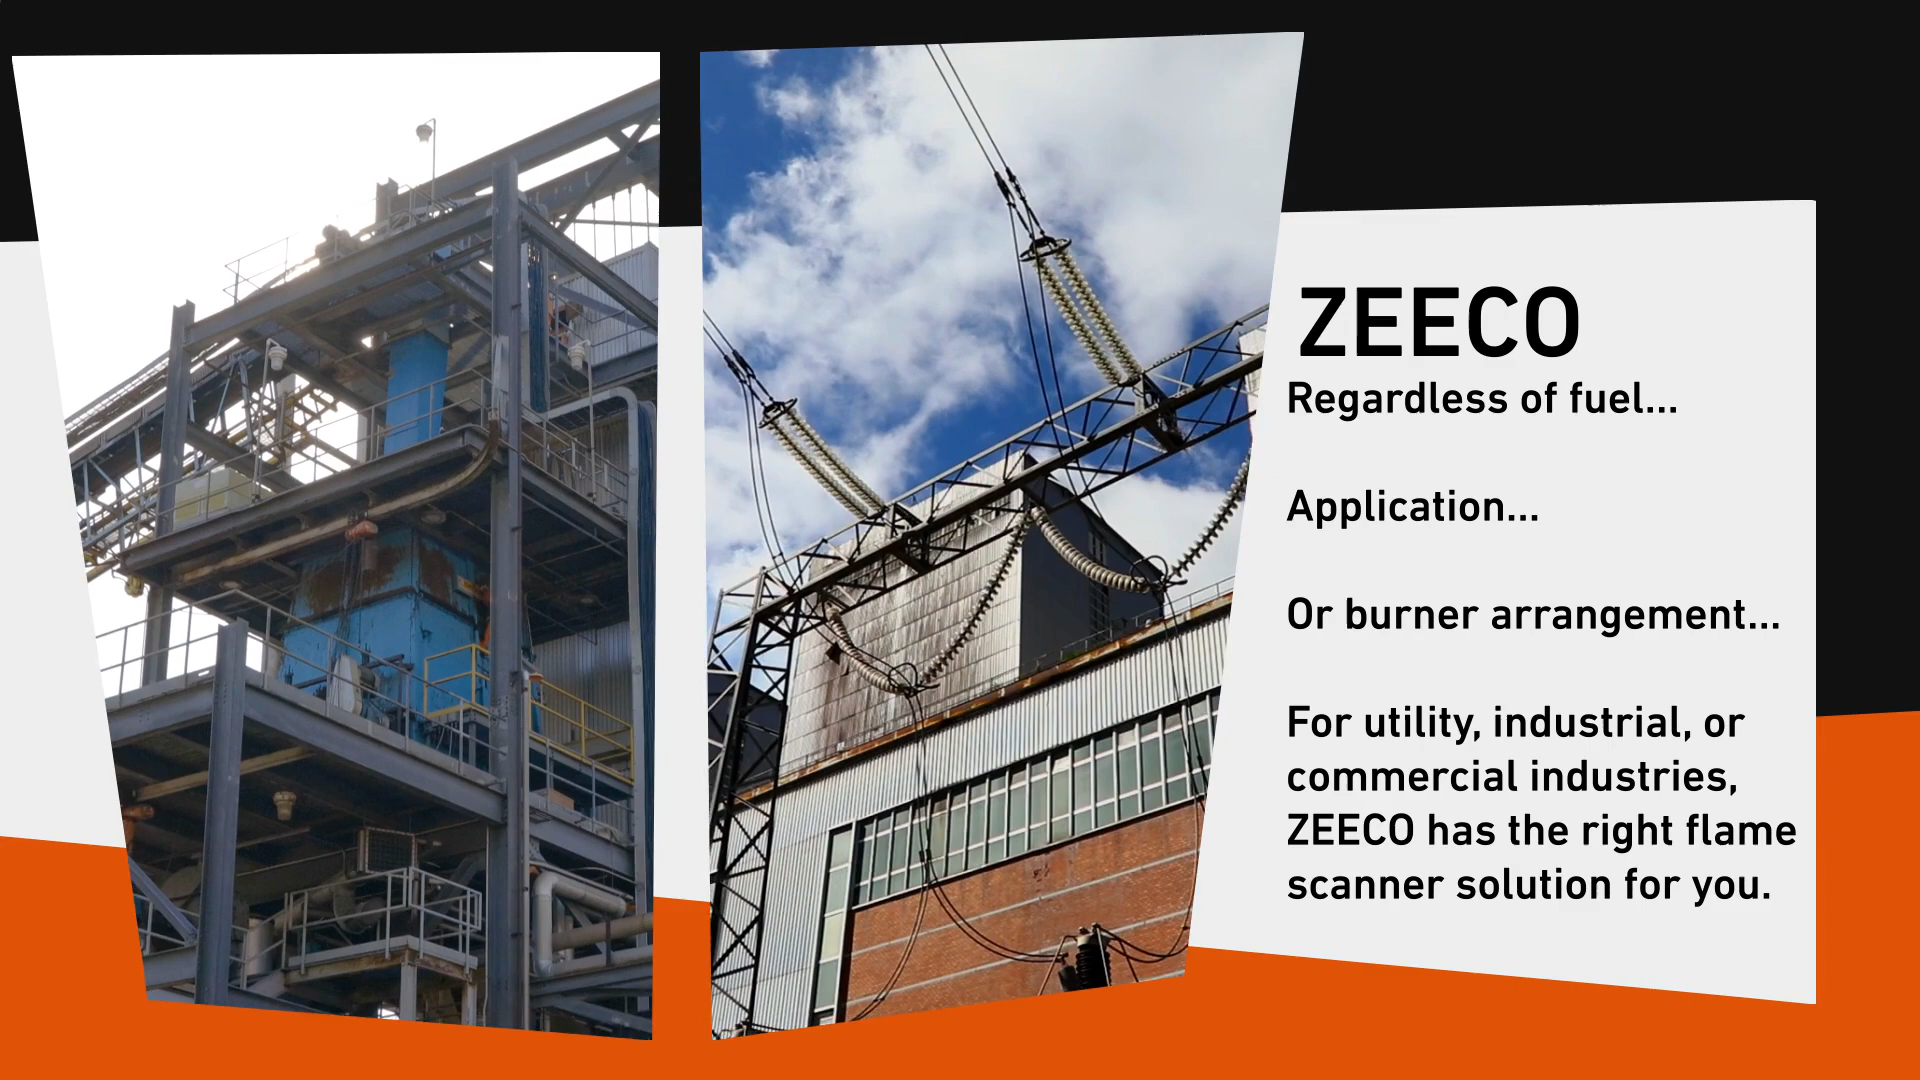 ZEECO
Regardless of fuel...
Application...
Or burner arrangement...
For utility, industrial, or
commercial industries,
ZEECO has the right flame
scanner solution for you.